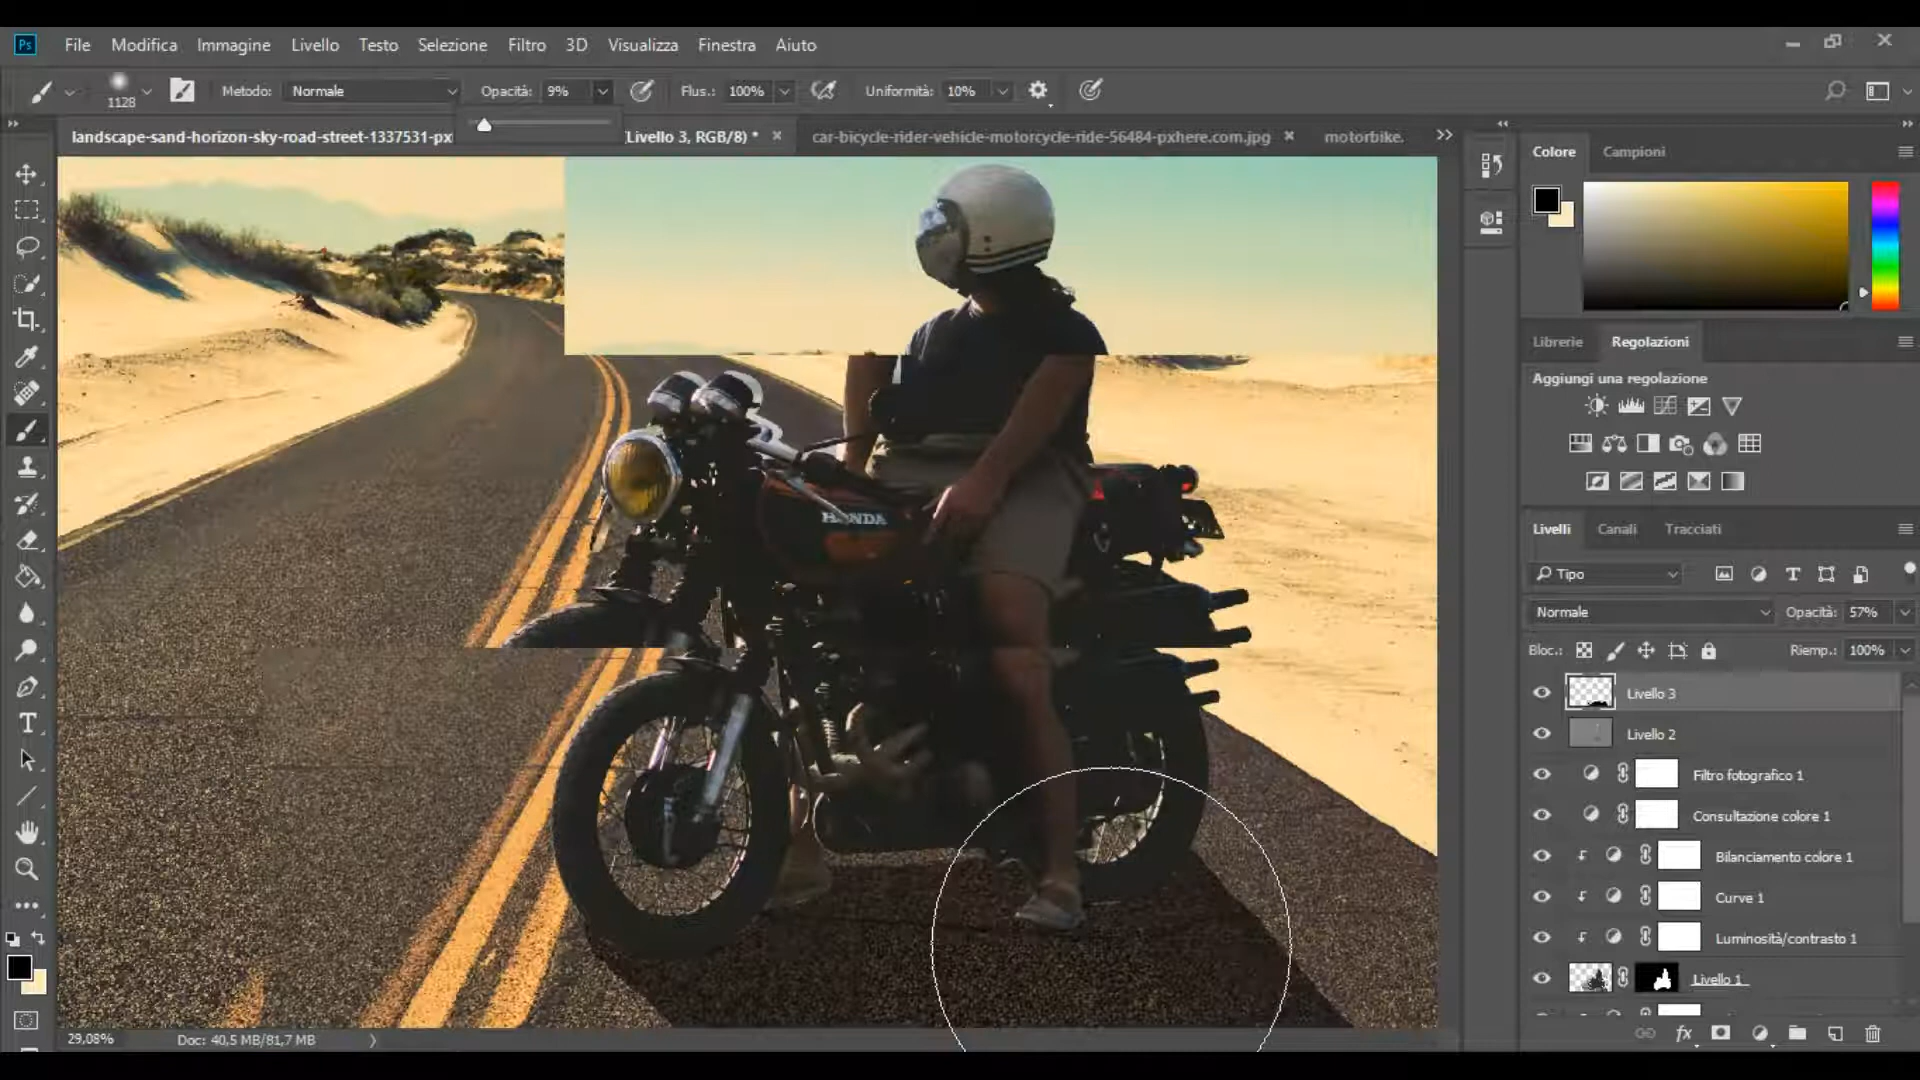 Ps File Modifica Immagine Livello Testo Selezione Filtro 3D Visualizza Finestra Aiuto
1128 Metodo: Normale Opacità: 9% Flus.: 100% Uniformità: 10%
landscape-sand-horizon-sky-road-street-1337531-px (Livello 3, RGB/8) * × car-bicycle-rider-vehicle-motorcycle-ride-56484-pxhere.com.jpg × motorbike.
Colore Campioni
Librerie Regolazioni
Aggiungi una regolazione
HONDA
Livelli Canali Tracciati
Tipo
Normale Opacità: 57%
Bloc.: Riemp.: 100%
Livello 3
Livello 2
Filtro fotografico 1
Consultazione colore 1
Bilanciamento colore 1
Curve 1
Luminosità/contrasto 1
Livello 1
29,08% Doc: 40,5 MB/81,7 MB
fx